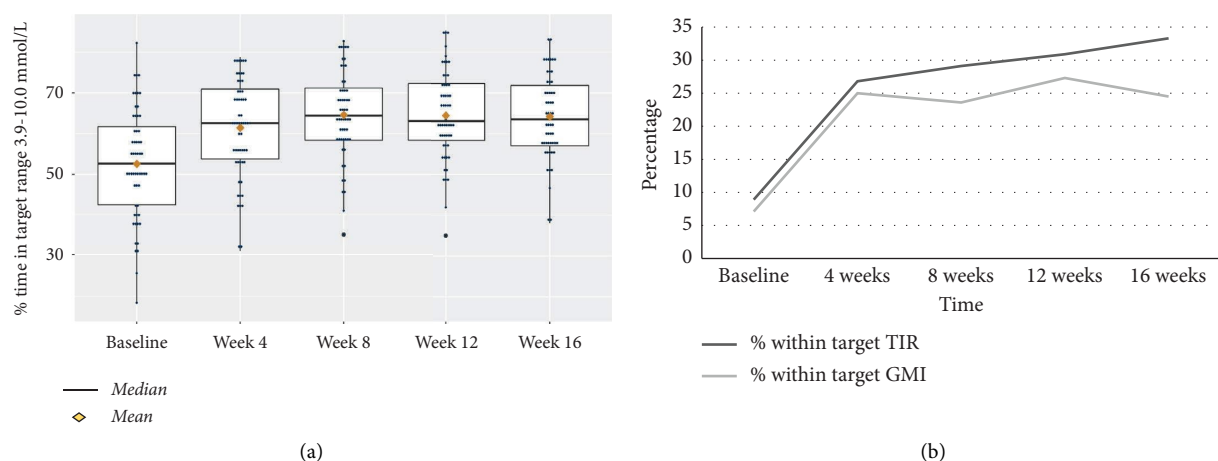 % time in target range 3.9-10.0 mmol/L
70
50
30
Baseline
Week 4
Week 8
Week 12
Week 16
Median
Mean
(a)
Percentage
35
30
25
20
15
10
5
0
Baseline
4 weeks
8 weeks
12 weeks
16 weeks
Time
% within target TIR
% within target GMI
(b)